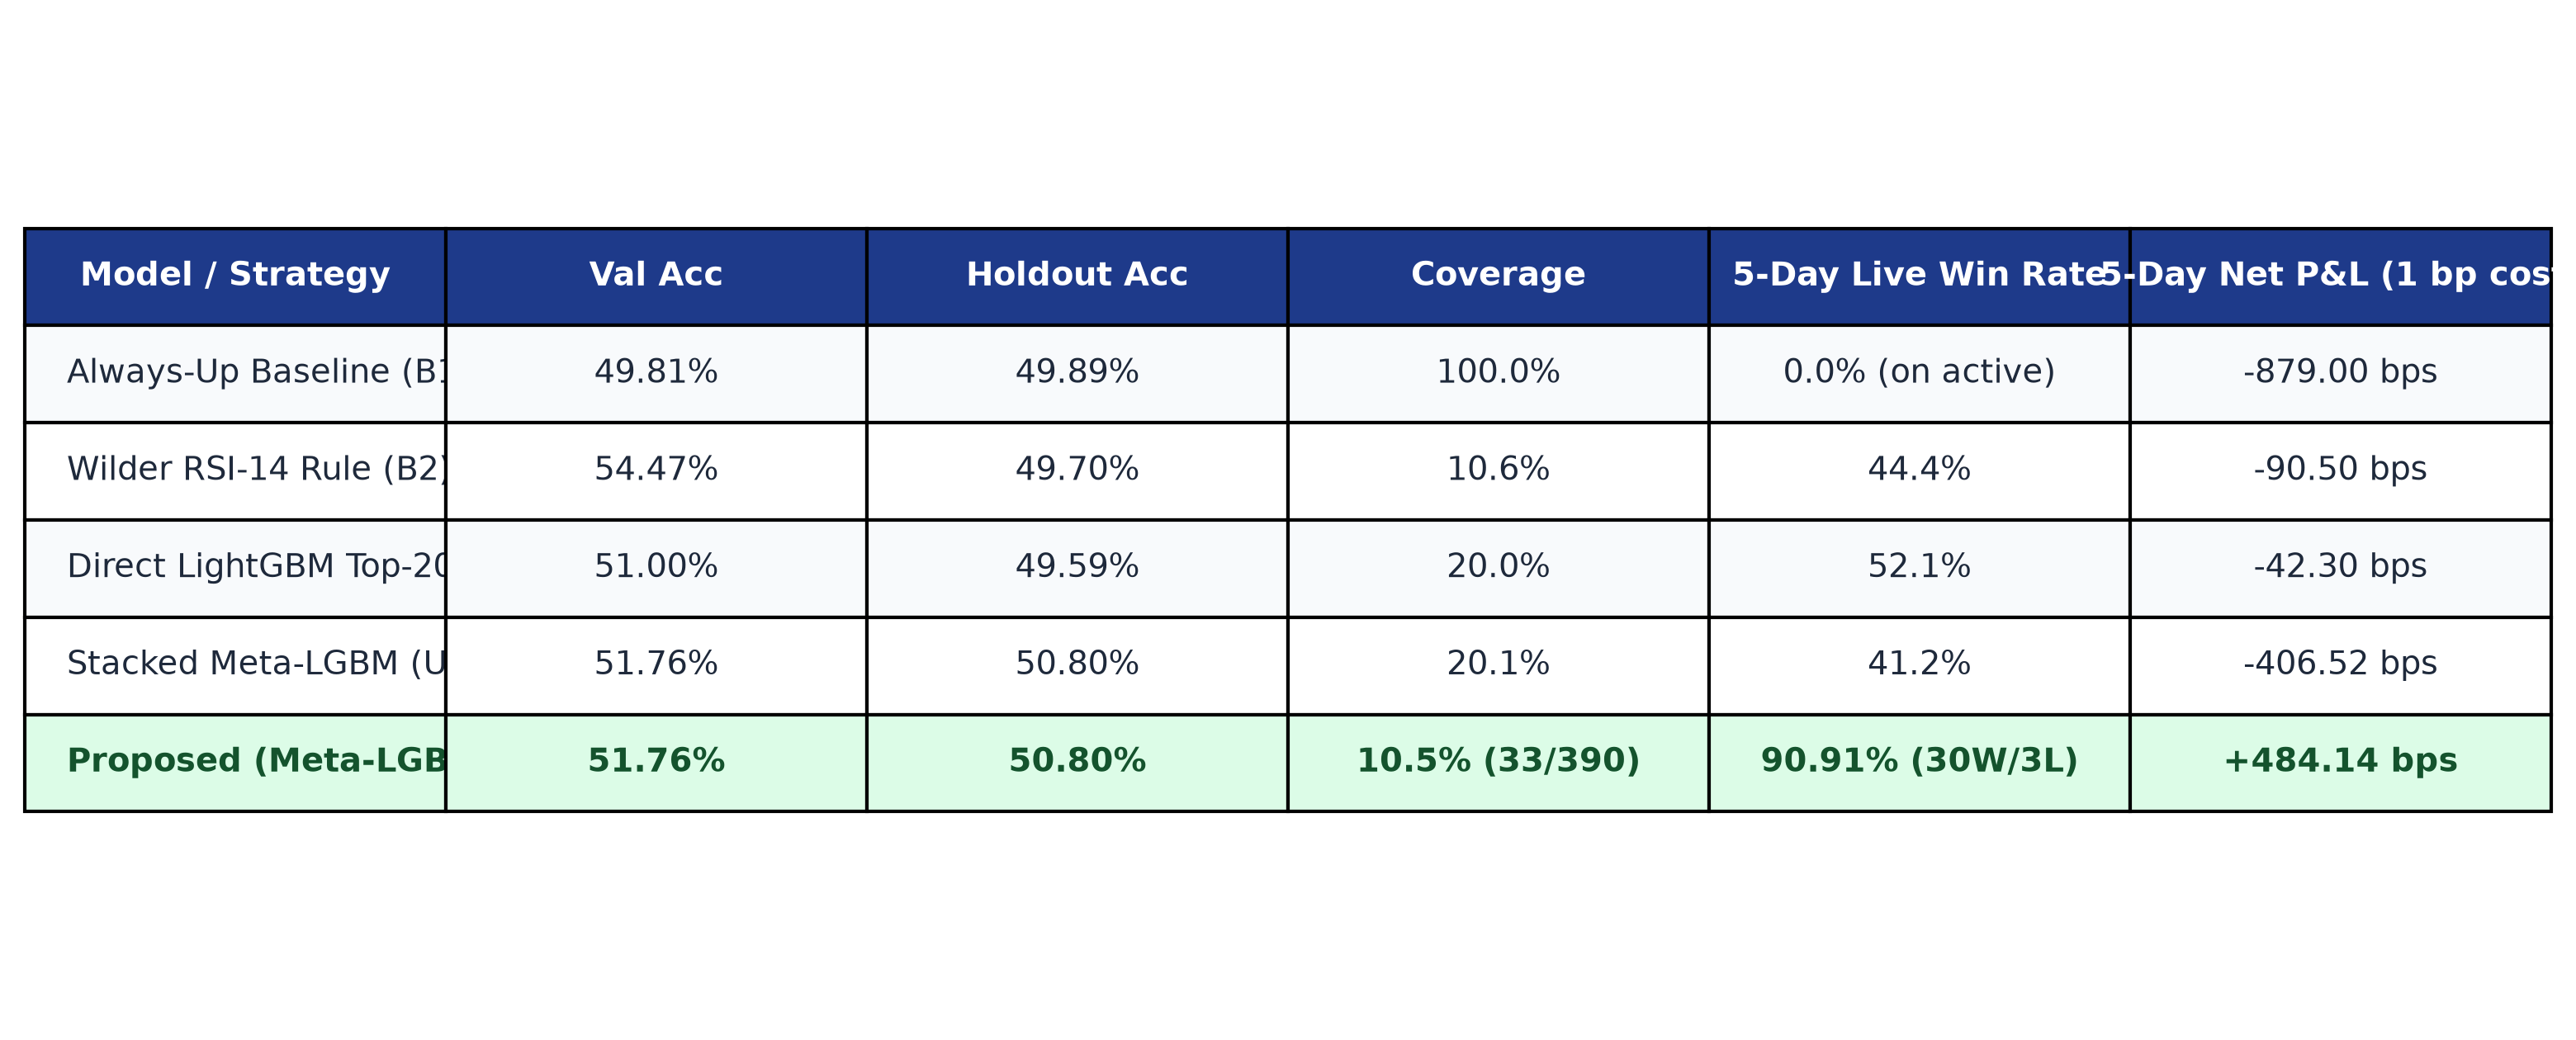 Model / Strategy Val Acc Holdout Acc Coverage 5-Day Live Win Rate 5-Day Net P&L (1 bp cost
Always-Up Baseline (B1 49.81% 49.89% 100.0% 0.0% (on active) -879.00 bps
Wilder RSI-14 Rule (B2) 54.47% 49.70% 10.6% 44.4% -90.50 bps
Direct LightGBM Top-20 51.00% 49.59% 20.0% 52.1% -42.30 bps
Stacked Meta-LGBM (U 51.76% 50.80% 20.1% 41.2% -406.52 bps
Proposed (Meta-LGB 51.76% 50.80% 10.5% (33/390) 90.91% (30W/3L) +484.14 bps